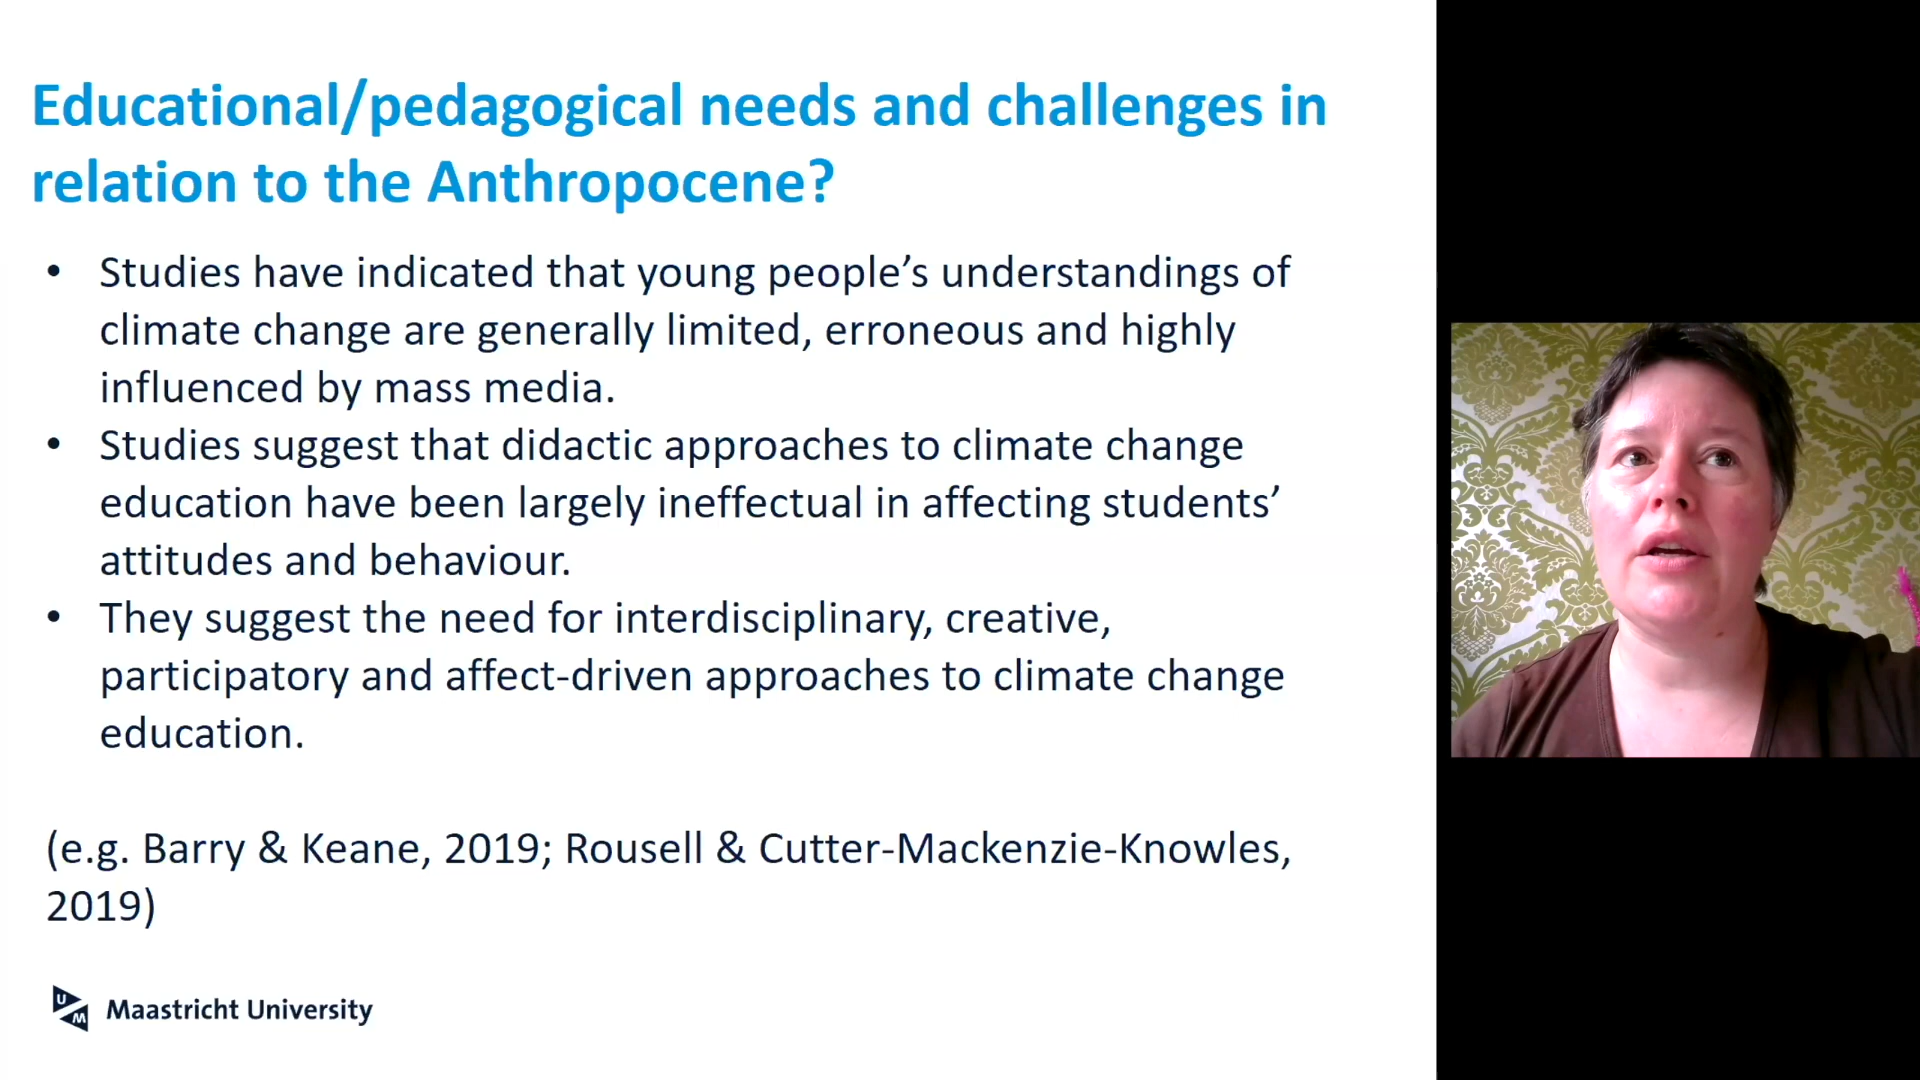 Educational/pedagogical needs and challenges in
relation to the Anthropocene?
• Studies have indicated that young people’s understandings of
climate change are generally limited, erroneous and highly
influenced by mass media.
• Studies suggest that didactic approaches to climate change
education have been largely ineffectual in affecting students’
attitudes and behaviour.
• They suggest the need for interdisciplinary, creative,
participatory and affect-driven approaches to climate change
education.
(e.g. Barry & Keane, 2019; Rousell & Cutter-Mackenzie-Knowles,
2019)
UM Maastricht University